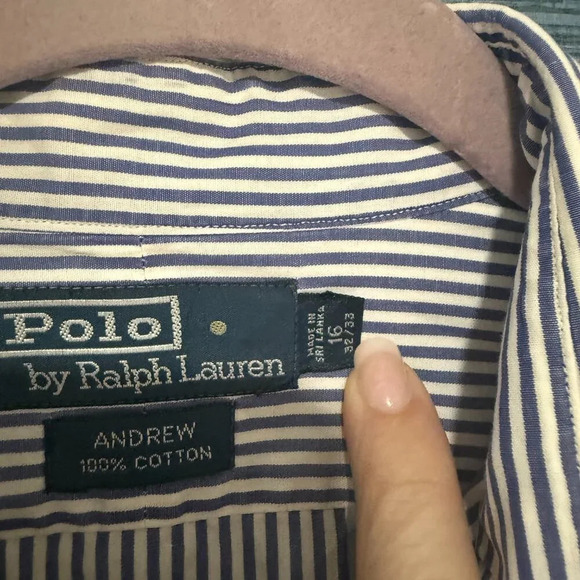 Polo
by Ralph Lauren
MADE IN
SRI LANKA
16
32/33
ANDREW
100% COTTON